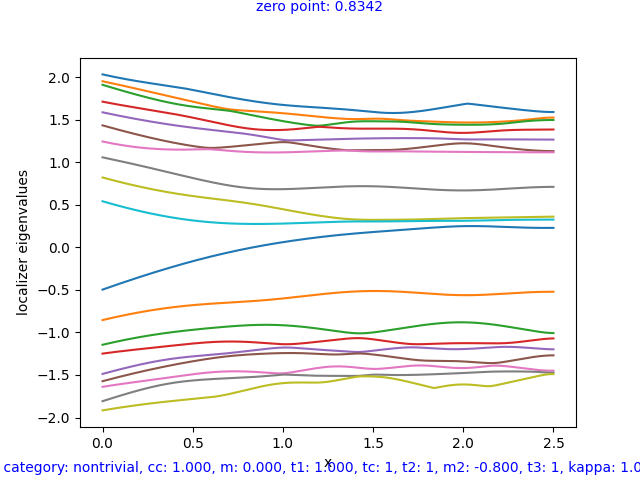 zero point: 0.8342
2.0
1.5
1.0
0.5
0.0
−0.5
−1.0
−1.5
−2.0
localizer eigenvalues
0.0 0.5 1.0 1.5 2.0 2.5
x
category: nontrivial, cc: 1.000, m: 0.000, t1: 1.000, tc: 1, t2: 1, m2: -0.800, t3: 1, kappa: 1.0